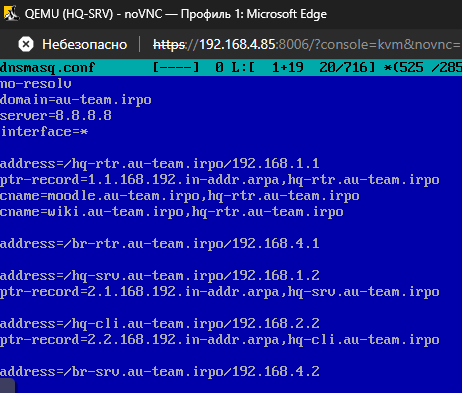 QEMU (HQ-SRV) - noVNC — Профиль 1: Microsoft Edge
Небезопасно https://192.168.4.85:8006/?console=kvm&novnc=
dnsmasq.conf [----] 0 L:[ 1+19 20/716] *(525 /285
no-resolv
domain=au-team.irpo
server=8.8.8.8
interface=*
address=/hq-rtr.au-team.irpo/192.168.1.1
ptr-record=1.1.168.192.in-addr.arpa,hq-rtr.au-team.irpo
cname=moodle.au-team.irpo,hq-rtr.au-team.irpo
cname=wiki.au-team.irpo,hq-rtr.au-team.irpo
address=/br-rtr.au-team.irpo/192.168.4.1
address=/hq-srv.au-team.irpo/192.168.1.2
ptr-record=2.1.168.192.in-addr.arpa,hq-srv.au-team.irpo
address=/hq-cli.au-team.irpo/192.168.2.2
ptr-record=2.2.168.192.in-addr.arpa,hq-cli.au-team.irpo
address=/br-srv.au-team.irpo/192.168.4.2